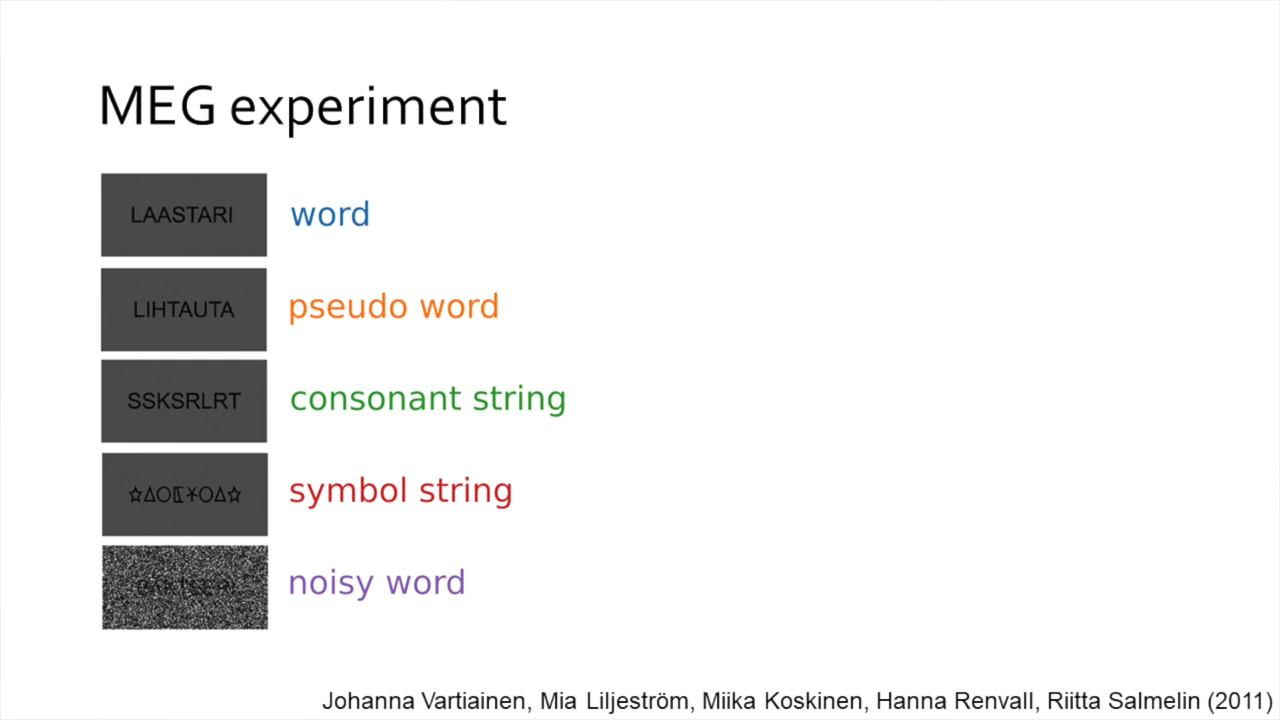 MEG experiment
LAASTARI word
LIHTAUTA pseudo word
SSKSRLRT consonant string
symbol string
noisy word
Johanna Vartiainen, Mia Liljeström, Miika Koskinen, Hanna Renvall, Riitta Salmelin (2011)